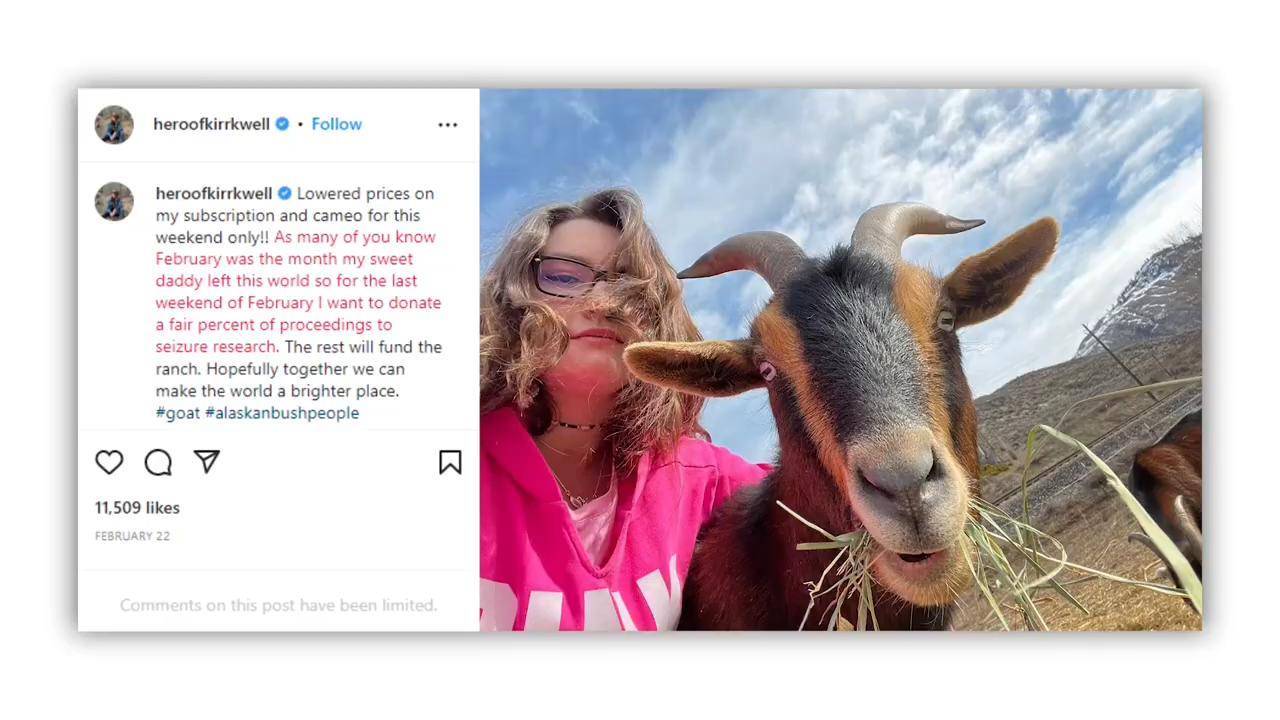 heroofkirrkwell • Follow
heroofkirrkwell Lowered prices on
my subscription and cameo for this
weekend only!! As many of you know
February was the month my sweet
daddy left this world so for the last
weekend of February I want to donate
a fair percent of proceedings to
seizure research. The rest will fund the
ranch. Hopefully together we can
make the world a brighter place.
#goat #alaskanbushpeople
11,509 likes
FEBRUARY 22
Comments on this post have been limited.